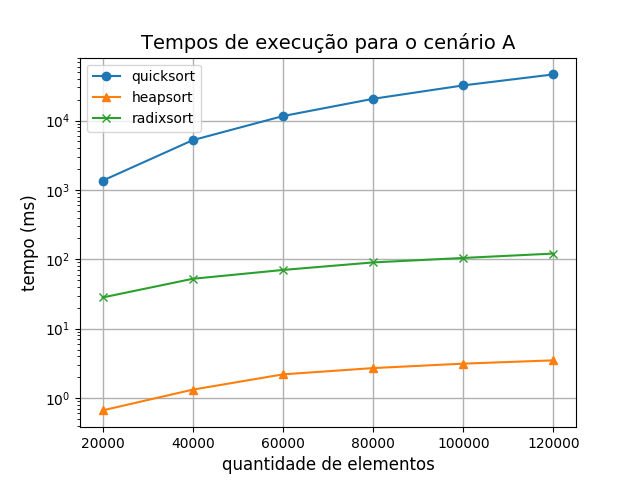 Tempos de execução para o cenário A
quicksort
heapsort
radixsort
10^4
10^3
10^2
10^1
10^0
tempo (ms)
20000 40000 60000 80000 100000 120000
quantidade de elementos